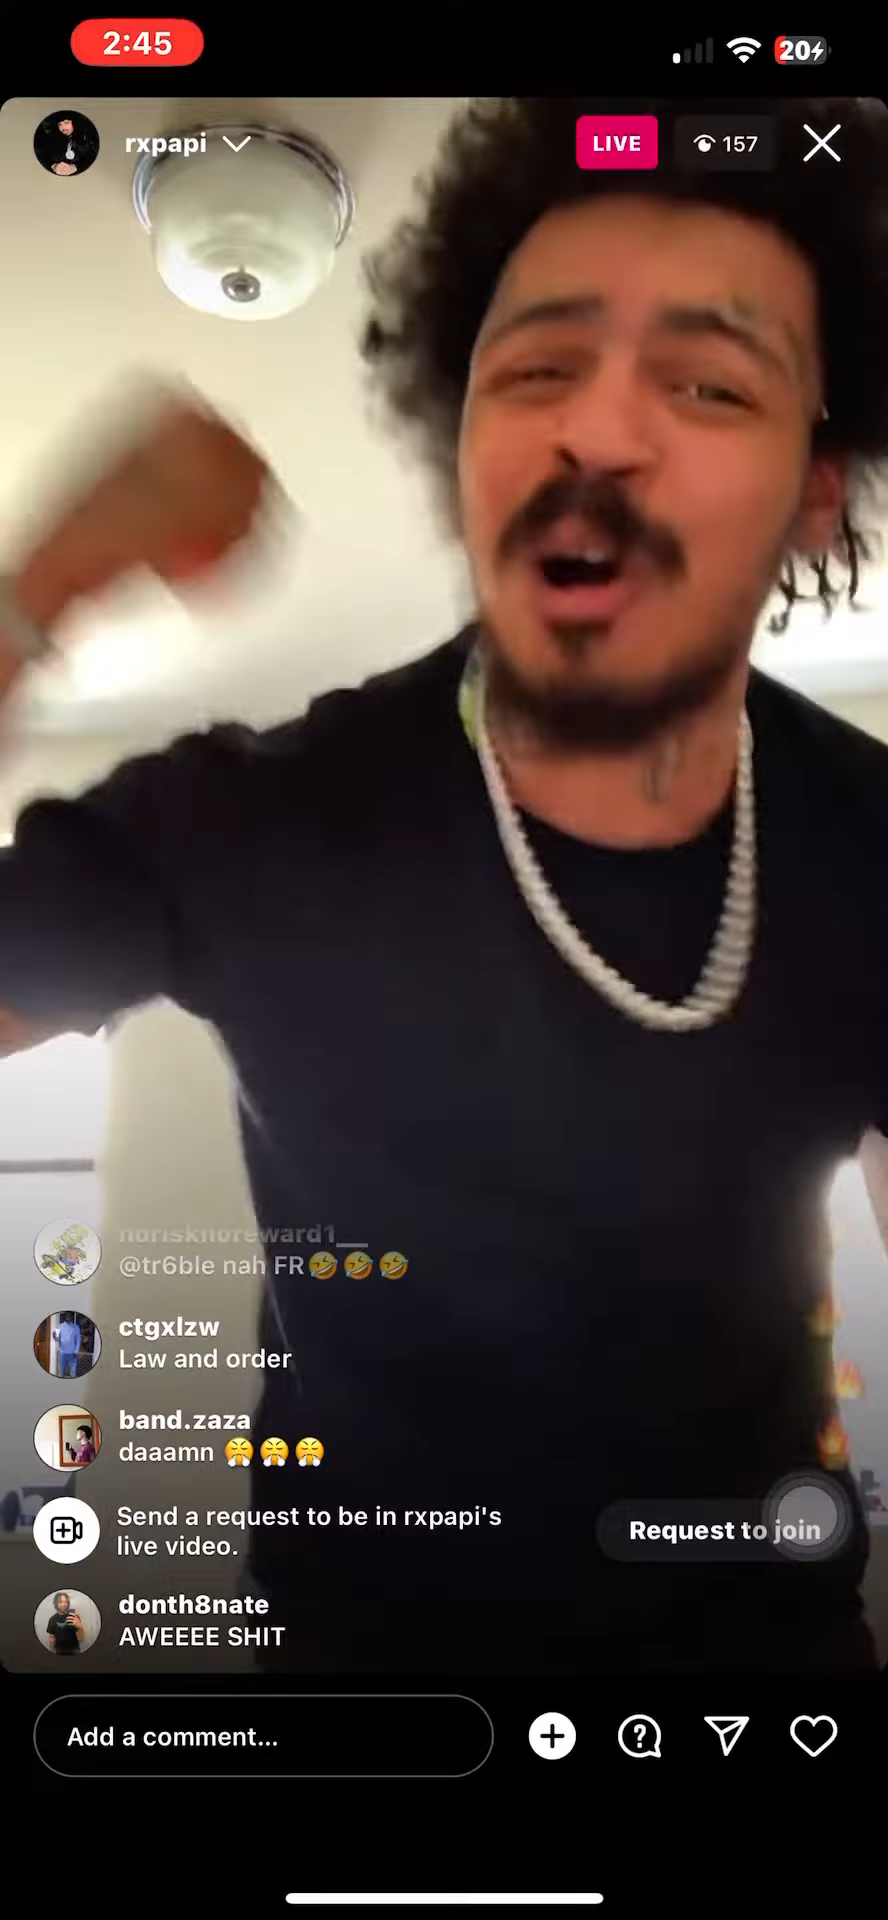 2:45
20
rxpapi
LIVE
157
norisknoreward1__
@tr6ble nah FR🤣🤣🤣
ctgxlzw
Law and order
band.zaza
daaamn 😤😤😤
Send a request to be in rxpapi's
live video.
Request to join
donth8nate
AWEEEE SHIT
Add a comment...